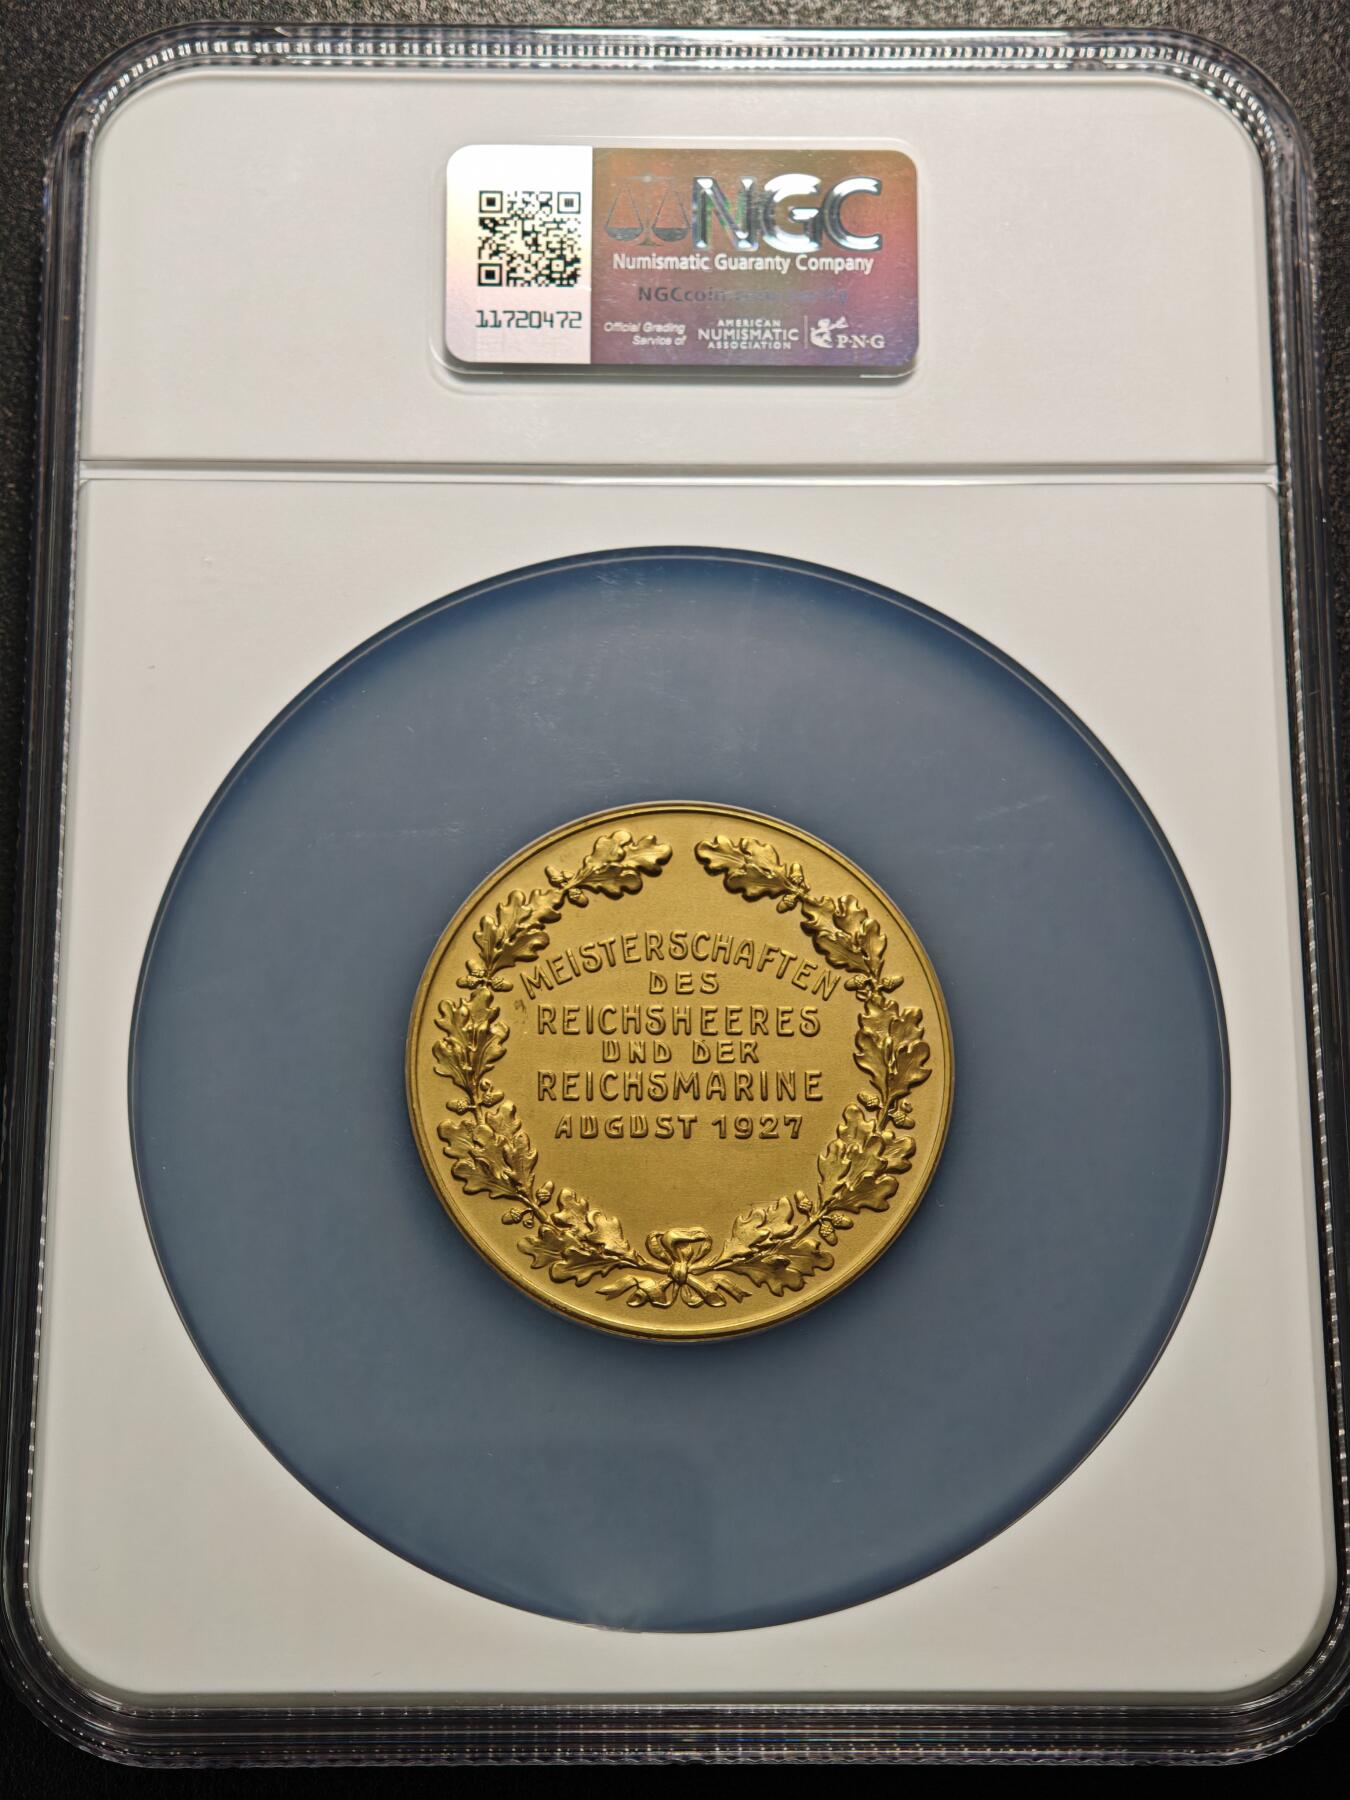 NGC
Numismatic Guaranty Company
11720472
Official Grading
Service of
AMERICAN
NUMISMATIC
ASSOCIATION
P·N·G
MEISTERSCHAFTEN
DES
REICHSHEERES
UND DER
REICHSMARINE
AUGUST 1927